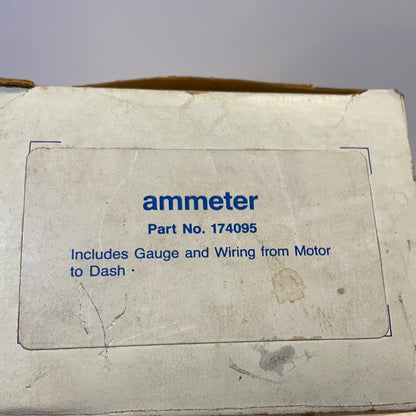 ammeter
Part No. 174095
Includes Gauge and Wiring from Motor
to Dash ·